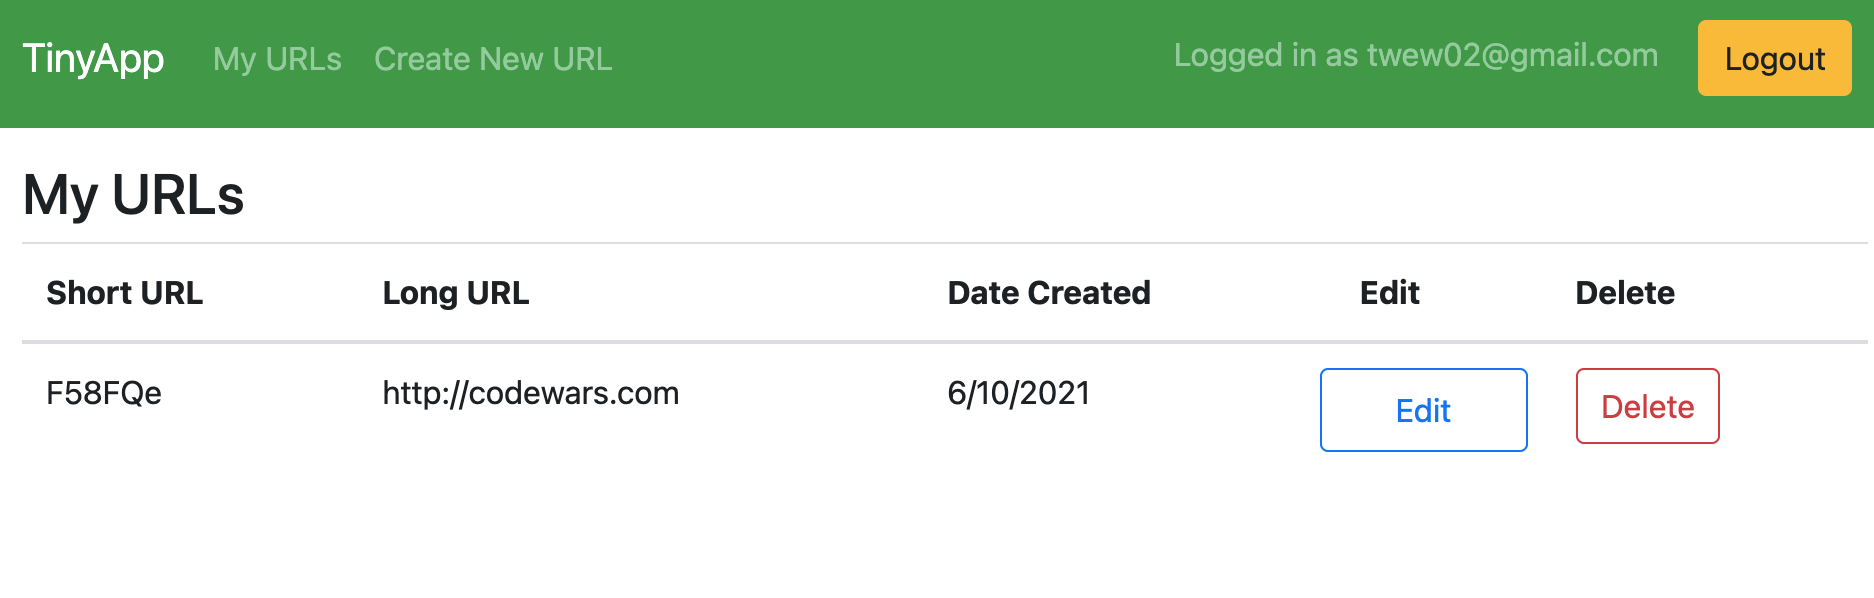 TinyApp My URLs Create New URL Logged in as twew02@gmail.com Logout
My URLs
Short URL Long URL Date Created Edit Delete
F58FQe http://codewars.com 6/10/2021 Edit Delete